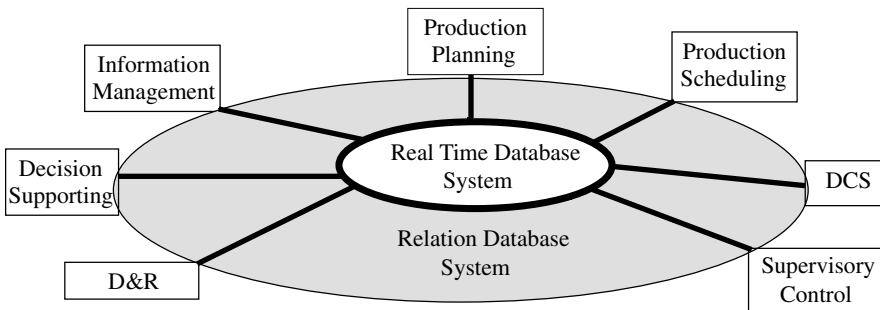 Production
Planning
Information
Management
Production
Scheduling
Real Time Database
System
Decision
Supporting
DCS
Relation Database
System
D&R
Supervisory
Control